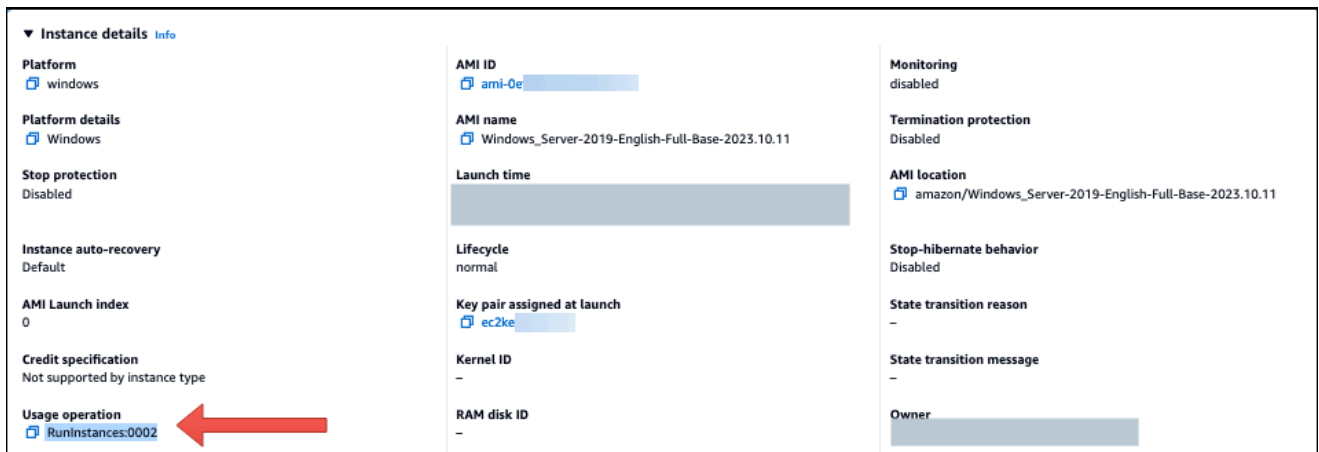 Instance details Info
Platform
windows
Platform details
Windows
Stop protection
Disabled
Instance auto-recovery
Default
AMI Launch index
0
Credit specification
Not supported by instance type
Usage operation
RunInstances:0002
AMI ID
ami-0e
AMI name
Windows_Server-2019-English-Full-Base-2023.10.11
Launch time
Lifecycle
normal
Key pair assigned at launch
ec2ke
Kernel ID
–
RAM disk ID
–
Monitoring
disabled
Termination protection
Disabled
AMI location
amazon/Windows_Server-2019-English-Full-Base-2023.10.11
Stop-hibernate behavior
Disabled
State transition reason
–
State transition message
–
Owner